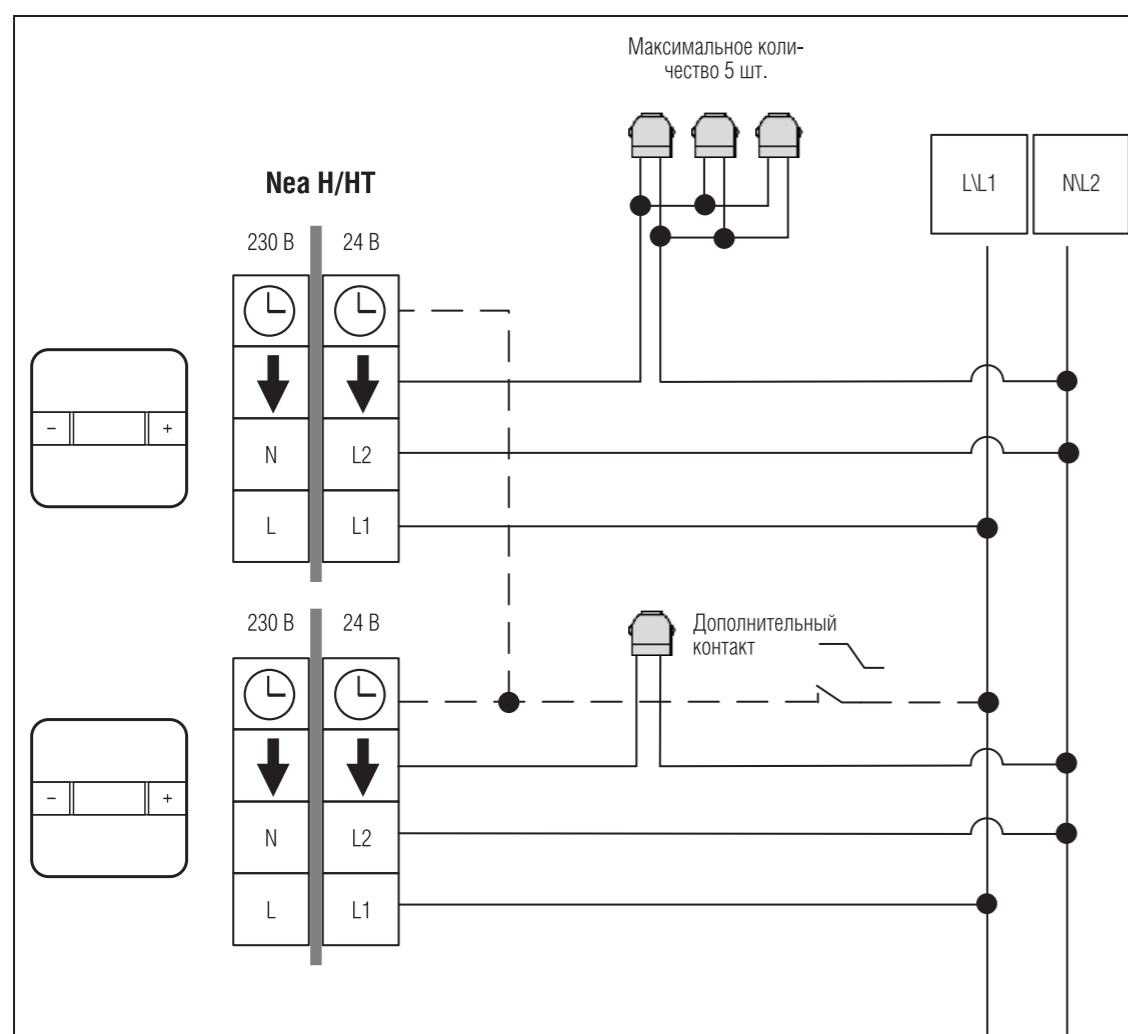 Максимальное коли-
чество 5 шт.
L\L1
N\L2
Nea H/HT
230 В
24 В
- +
N
L2
L
L1
230 В
24 В
Дополнительный
контакт
- +
N
L2
L
L1